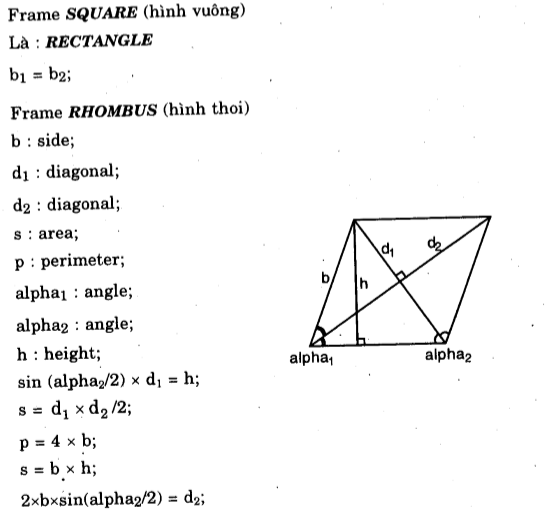 Frame SQUARE (hình vuông)
Là : RECTANGLE
b₁ = b₂;
Frame RHOMBUS (hình thoi)
b : side;
d₁ : diagonal;
d₂ : diagonal;
s : area;
p : perimeter;
alpha₁ : angle;
alpha₂ : angle;
h : height;
sin (alpha₂/2) × d₁ = h;
s = d₁ × d₂/2;
p = 4 × b;
s = b × h;
2×b×sin(alpha₂/2) = d₂;
d₁
d₂
b
h
alpha₁
alpha₂